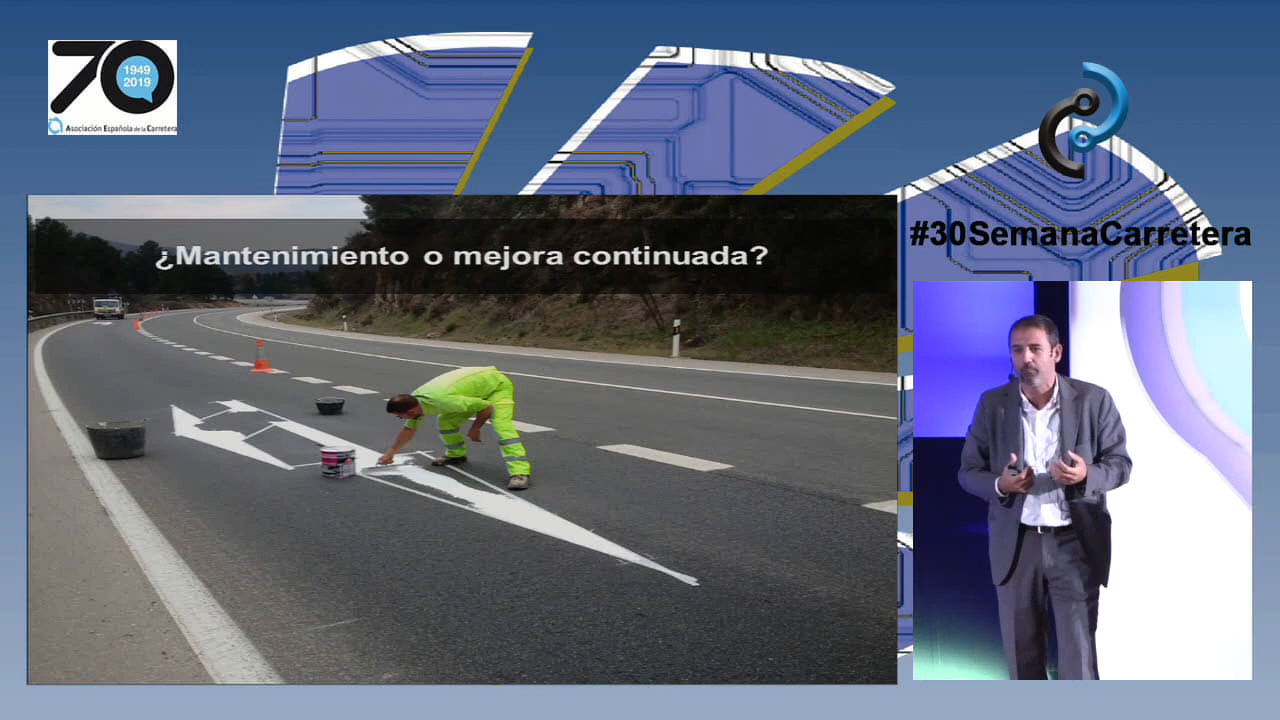 70
1949
2019
Asociación Española de la Carretera
#30SemanaCarretera
¿Mantenimiento o mejora continuada?